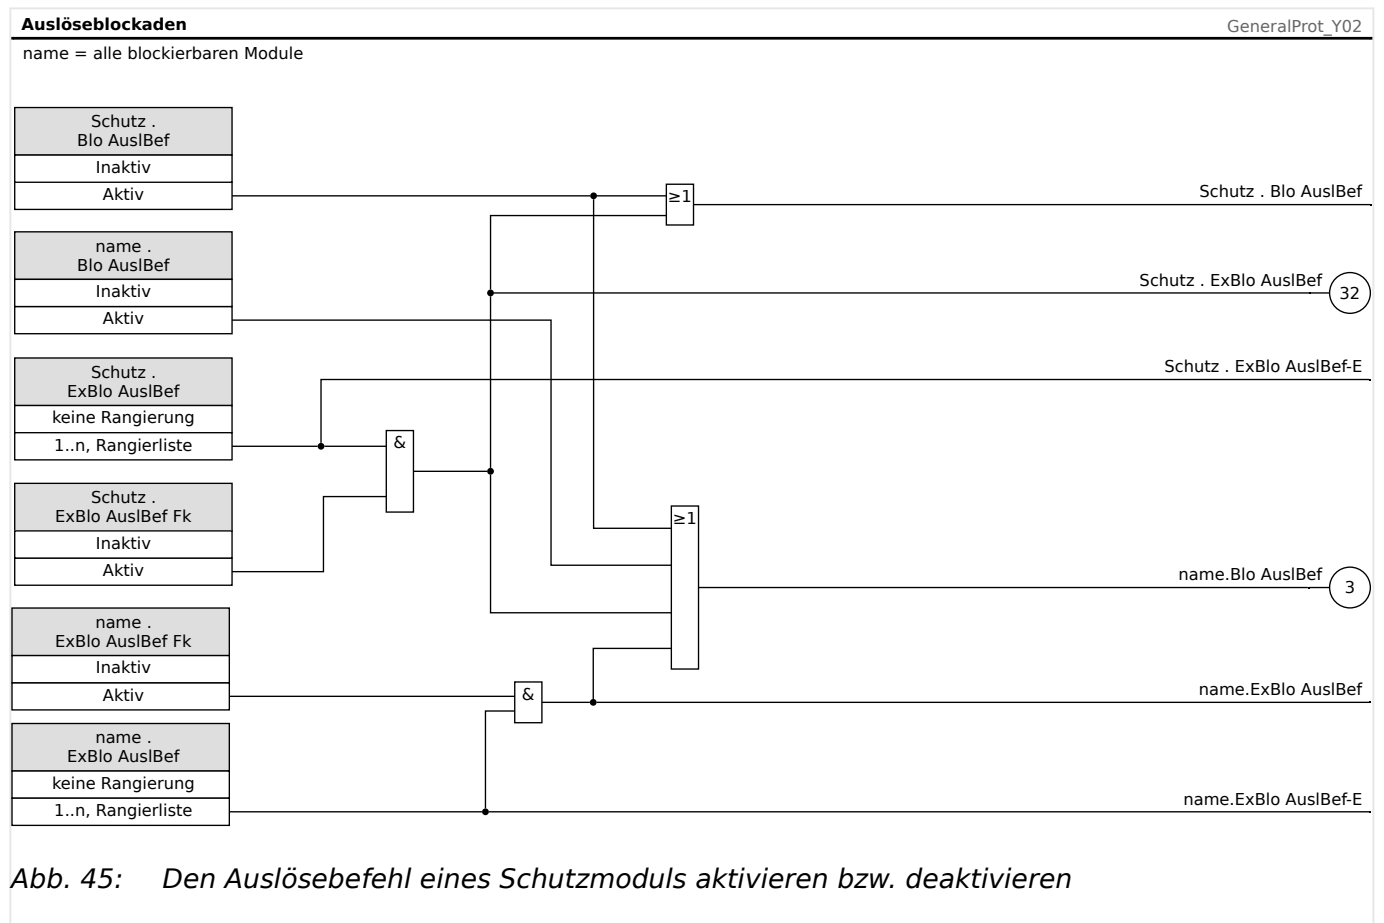 Auslöseblockaden
GeneralProt_Y02
name = alle blockierbaren Module
Schutz .
Blo AuslBef
Inaktiv
Aktiv
≥1
Schutz . Blo AuslBef
name .
Blo AuslBef
Inaktiv
Aktiv
Schutz . ExBlo AuslBef
32
Schutz .
ExBlo AuslBef
keine Rangierung
1..n, Rangierliste
&
Schutz . ExBlo AuslBef-E
Schutz .
ExBlo AuslBef Fk
Inaktiv
Aktiv
≥1
name.Blo AuslBef
3
name .
ExBlo AuslBef Fk
Inaktiv
Aktiv
&
name.ExBlo AuslBef
name .
ExBlo AuslBef
keine Rangierung
1..n, Rangierliste
name.ExBlo AuslBef-E
Abb. 45: Den Auslösebefehl eines Schutzmoduls aktivieren bzw. deaktivieren